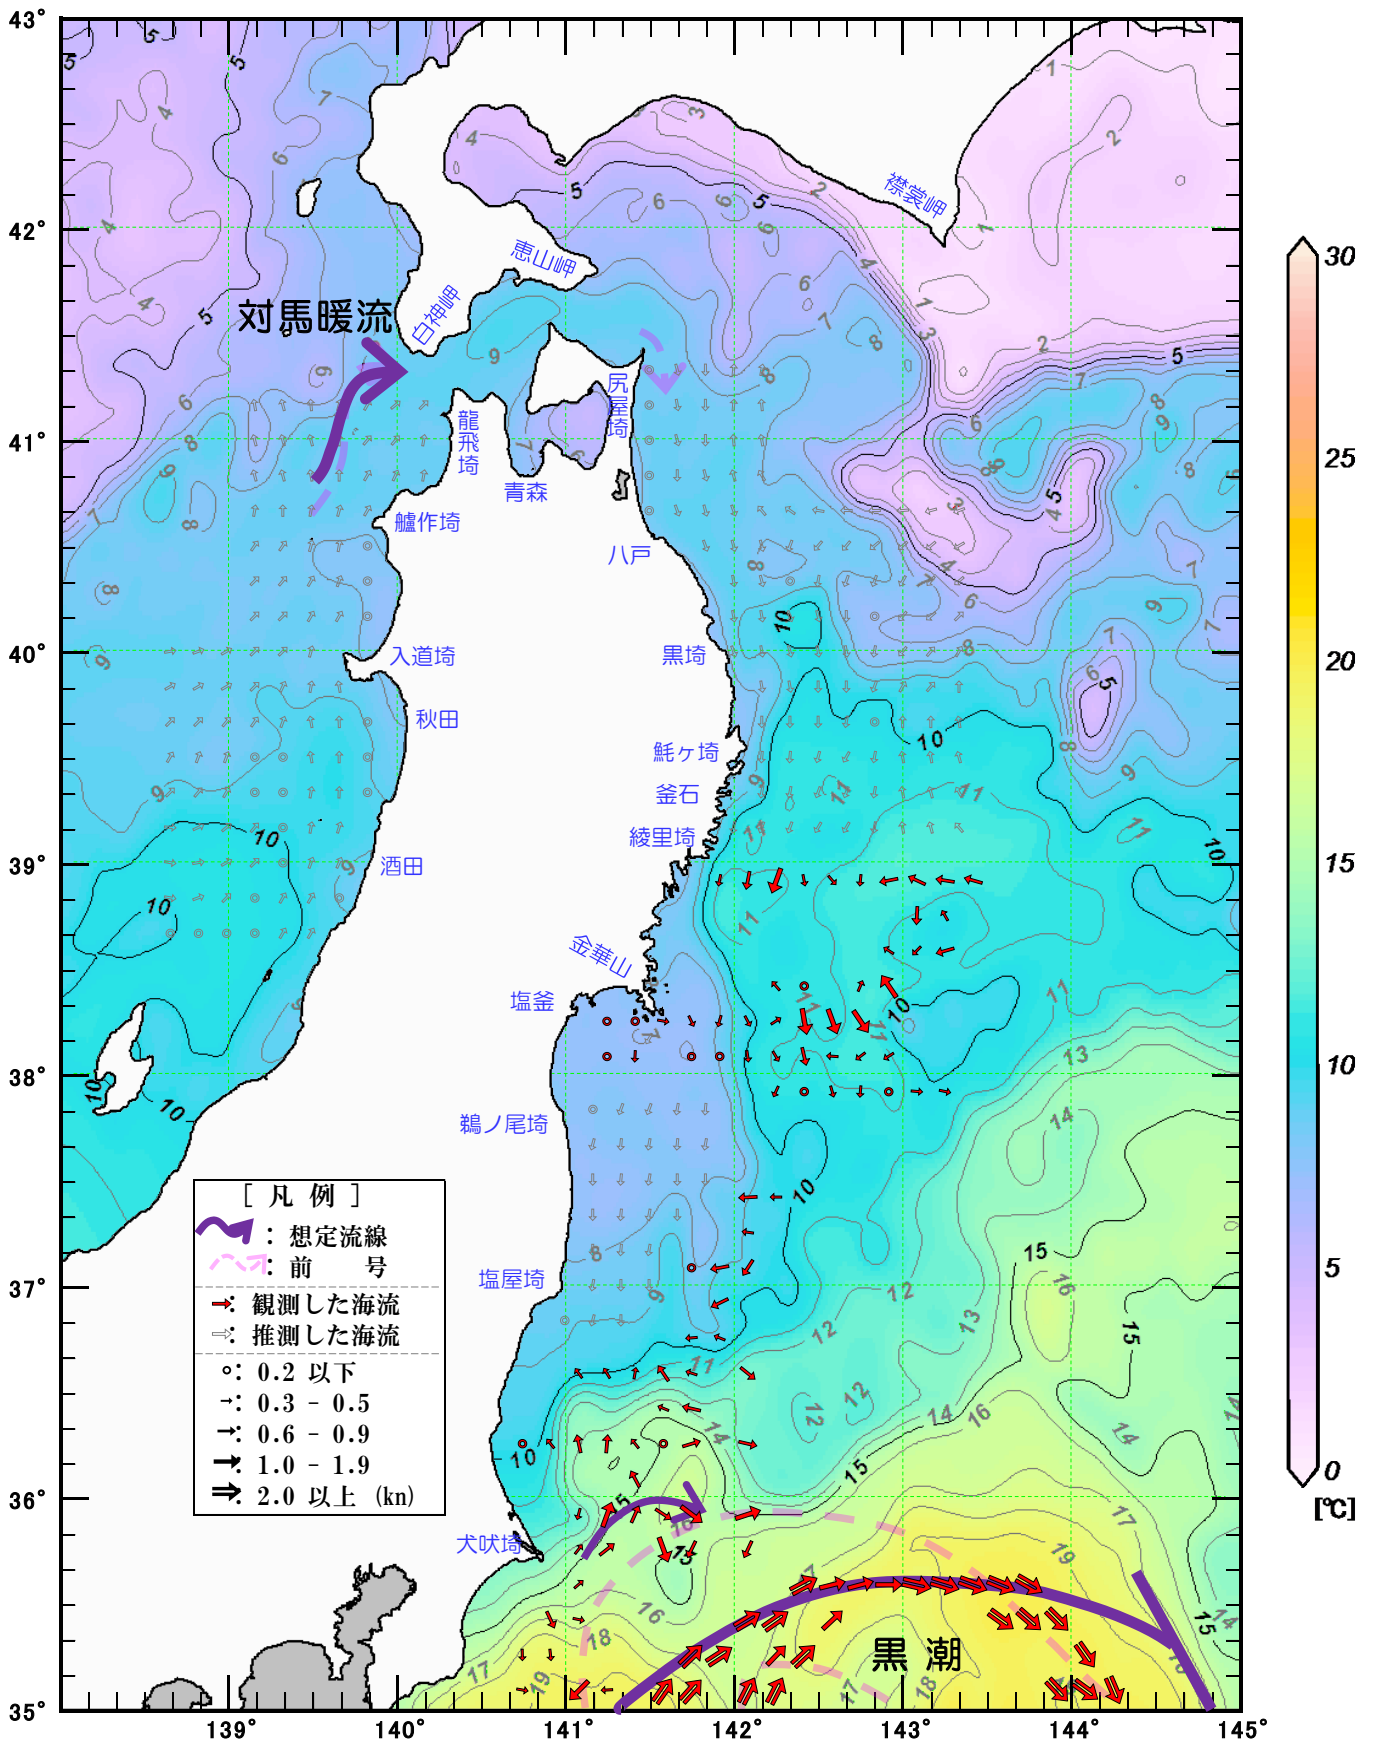 43°
42°
41°
40°
39°
38°
37°
36°
35°
139°
140°
141°
142°
143°
144°
145°
襟裳岬
恵山岬
白神岬
対馬暖流
尻屋埼
龍飛埼
青森
艫作埼
八戸
入道埼
黒埼
秋田
魹ヶ埼
釜石
綾里埼
酒田
金華山
塩釜
鵜ノ尾埼
塩屋埼
犬吠埼
黒潮
[ 凡 例 ]
: 想定流線
: 前 号
: 観測した海流
: 推測した海流
: 0.2 以下
: 0.3 - 0.5
: 0.6 - 0.9
: 1.0 - 1.9
: 2.0 以上 (kn)
30
25
20
15
10
5
0
[℃]